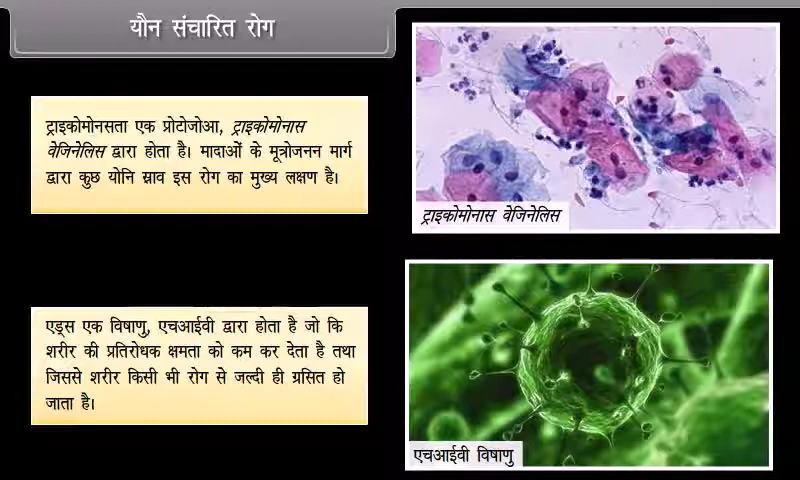 यौन संचारित रोग
ट्राइकोमोनसता एक प्रोटोजोआ, ट्राइकोमोनास
वेजिनेलिस द्वारा होता है। मादाओं के मूत्रोजनन मार्ग
द्वारा कुछ योनि स्राव इस रोग का मुख्य लक्षण है।
ट्राइकोमोनास वेजिनेलिस
एड्स एक विषाणु, एचआईवी द्वारा होता है जो कि
शरीर की प्रतिरोधक क्षमता को कम कर देता है तथा
जिससे शरीर किसी भी रोग से जल्दी ही ग्रसित हो
जाता है।
एचआईवी विषाणु